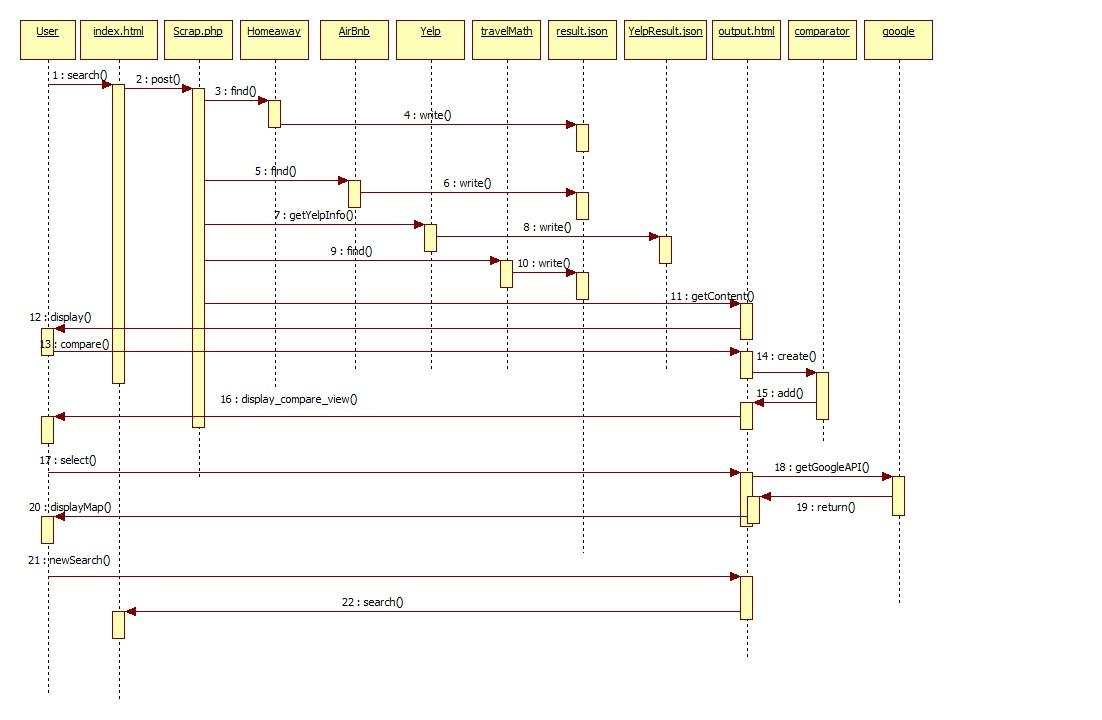 User
index.html
Scrap.php
Homeaway
AirBnb
Yelp
travelMath
result.json
YelpResult.json
output.html
comparator
google
1 : search()
2 : post()
3 : find()
4 : write()
5 : find()
6 : write()
7 : getYelpInfo()
8 : write()
9 : find()
10 : write()
11 : getContent()
12 : display()
13 : compare()
14 : create()
15 : add()
16 : display_compare_view()
17 : select()
18 : getGoogleAPI()
19 : return()
20 : displayMap()
21 : newSearch()
22 : search()